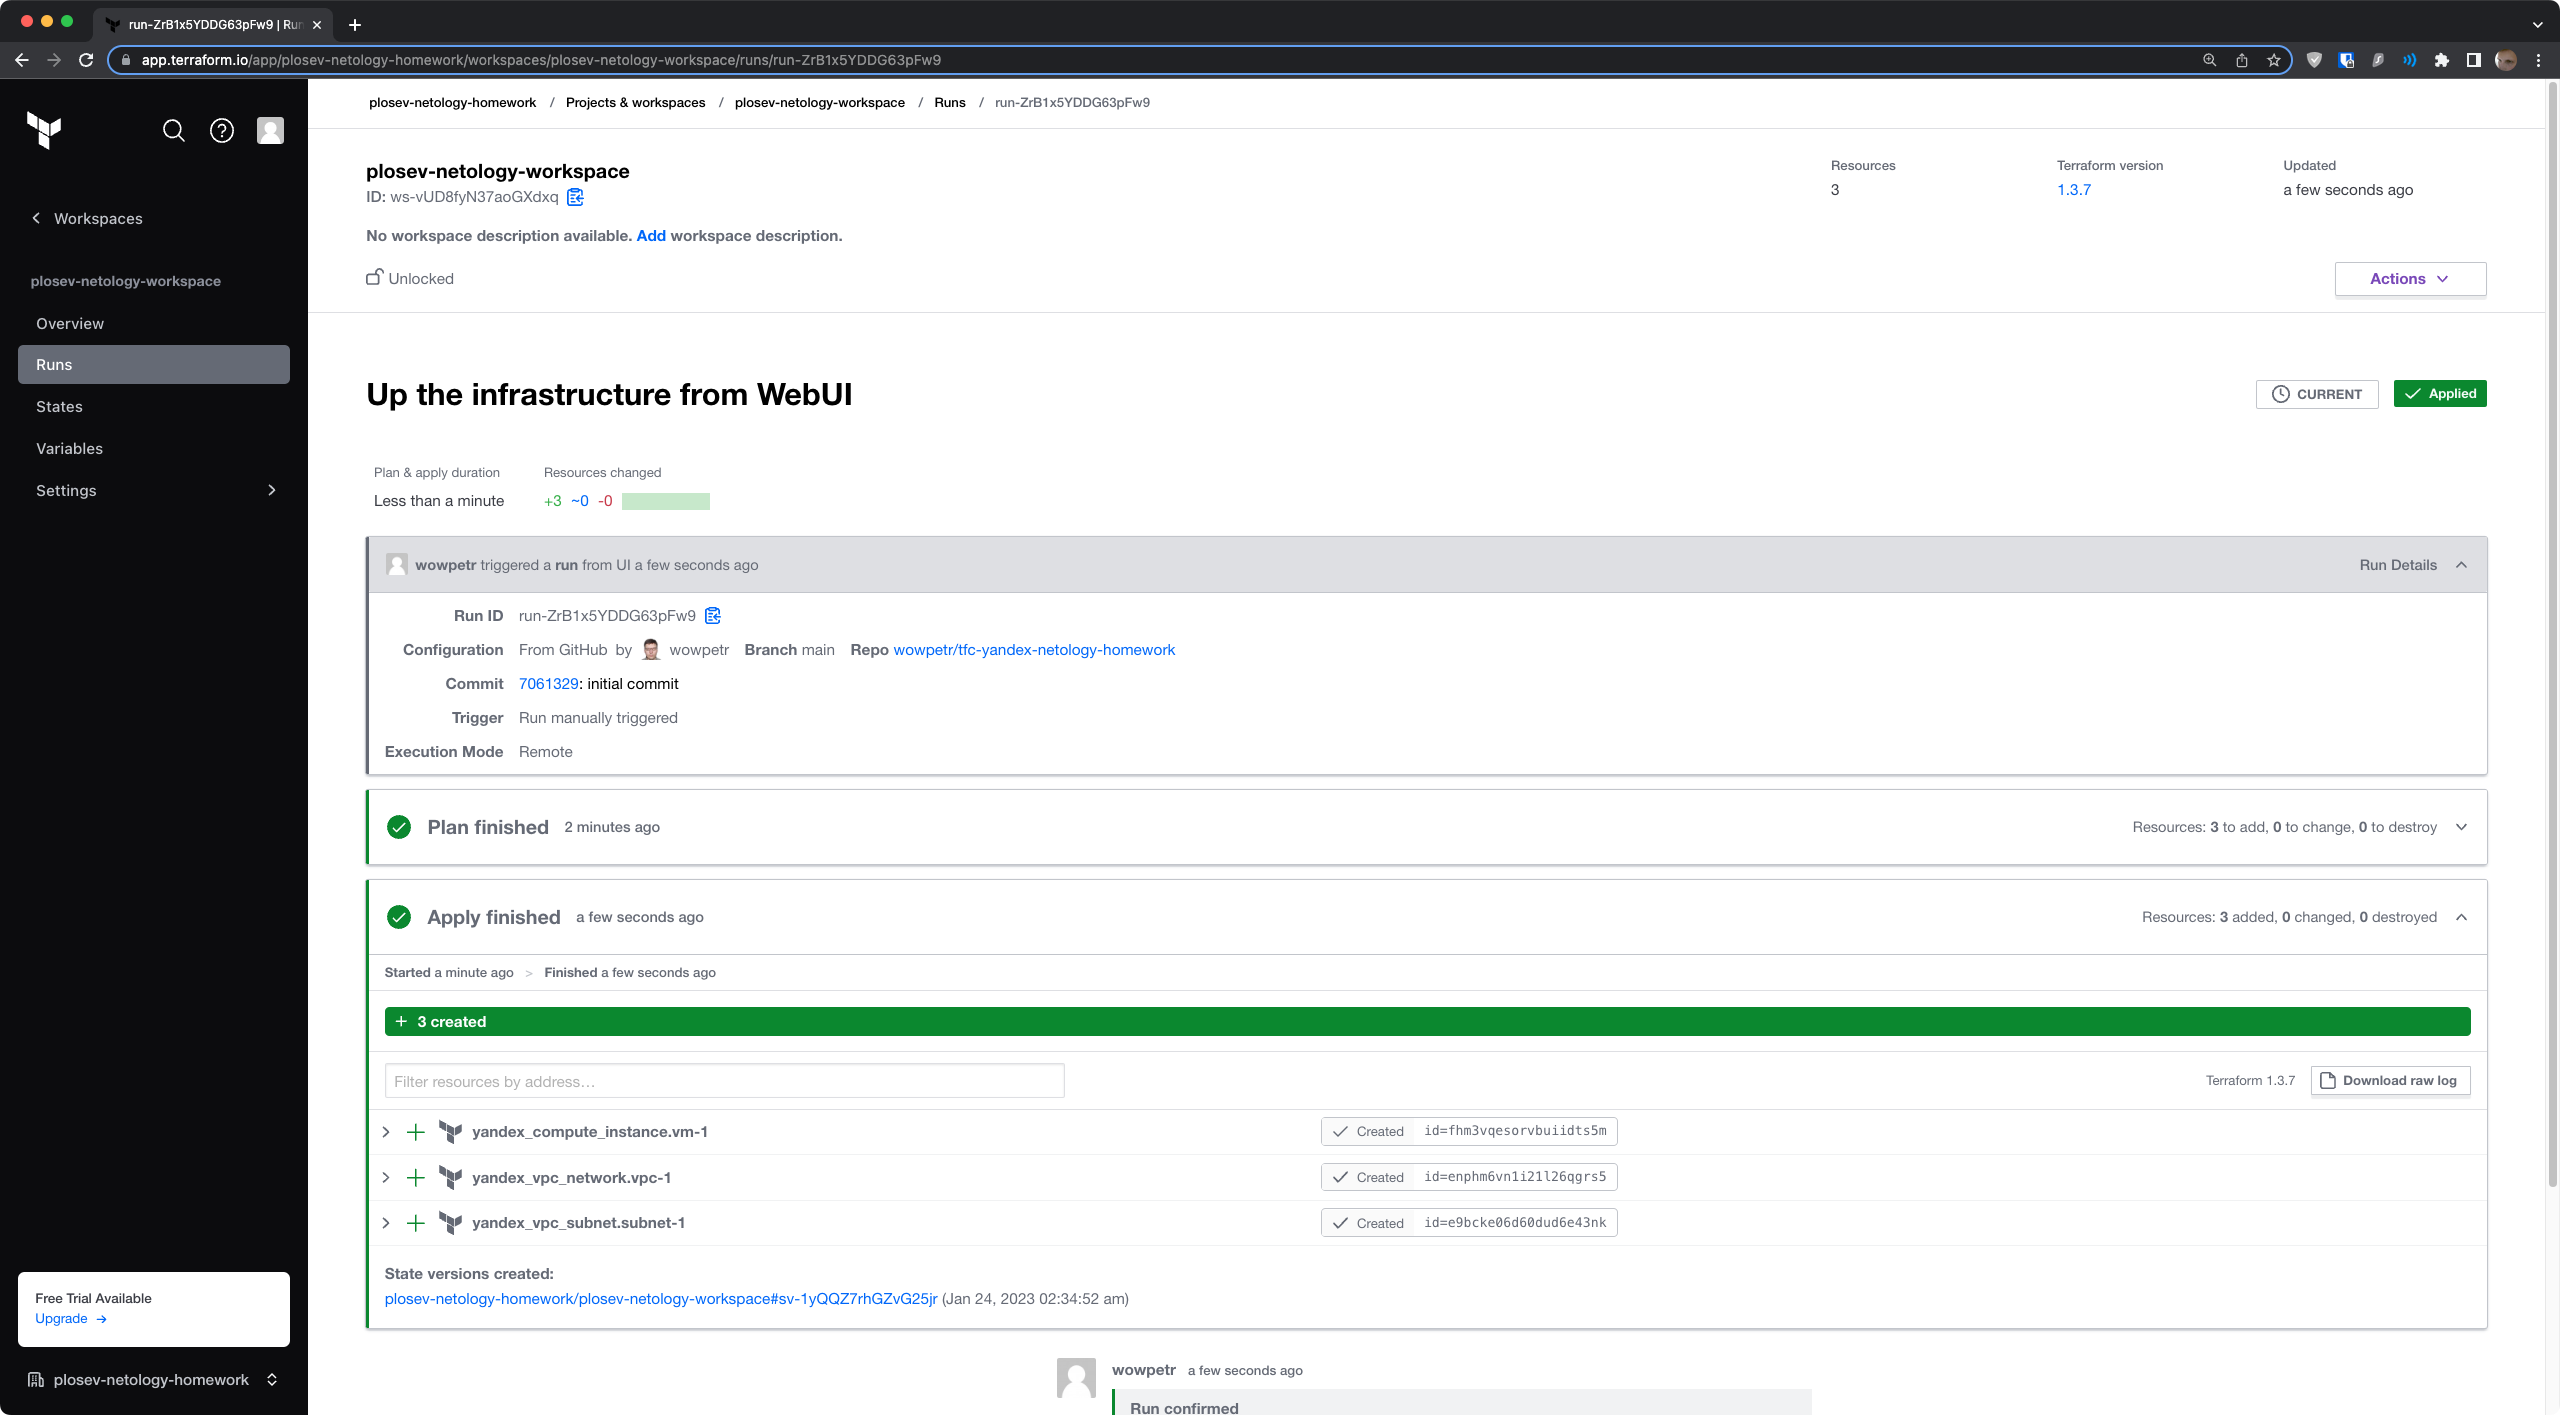 run-ZrB1x5YDDG63pFw9 | Run
app.terraform.io/app/plosev-netology-homework/workspaces/plosev-netology-workspace/runs/run-ZrB1x5YDDG63pFw9
plosev-netology-homework / Projects & workspaces / plosev-netology-workspace / Runs / run-ZrB1x5YDDG63pFw9
Workspaces
plosev-netology-workspace
Overview
Runs
States
Variables
Settings
Free Trial Available
Upgrade →
plosev-netology-homework
plosev-netology-workspace
ID: ws-vUD8fyN37aoGXdxq
No workspace description available. Add workspace description.
Unlocked
Resources
3
Terraform version
1.3.7
Updated
a few seconds ago
Actions
Up the infrastructure from WebUI
CURRENT
Applied
Plan & apply duration
Less than a minute
Resources changed
+3 ~0 -0
wowpetr triggered a run from UI a few seconds ago
Run Details
Run ID run-ZrB1x5YDDG63pFw9
Configuration From GitHub by wowpetr Branch main Repo wowpetr/tfc-yandex-netology-homework
Commit 7061329: initial commit
Trigger Run manually triggered
Execution Mode Remote
Plan finished 2 minutes ago
Resources: 3 to add, 0 to change, 0 to destroy
Apply finished a few seconds ago
Resources: 3 added, 0 changed, 0 destroyed
Started a minute ago > Finished a few seconds ago
+ 3 created
Filter resources by address…
Terraform 1.3.7
Download raw log
yandex_compute_instance.vm-1
Created id=fhm3vqesorvbuiidts5m
yandex_vpc_network.vpc-1
Created id=enphm6vn1i21l26qgrs5
yandex_vpc_subnet.subnet-1
Created id=e9bcke06d60dud6e43nk
State versions created:
plosev-netology-homework/plosev-netology-workspace#sv-1yQQZ7rhGZvG25jr (Jan 24, 2023 02:34:52 am)
wowpetr a few seconds ago
Run confirmed